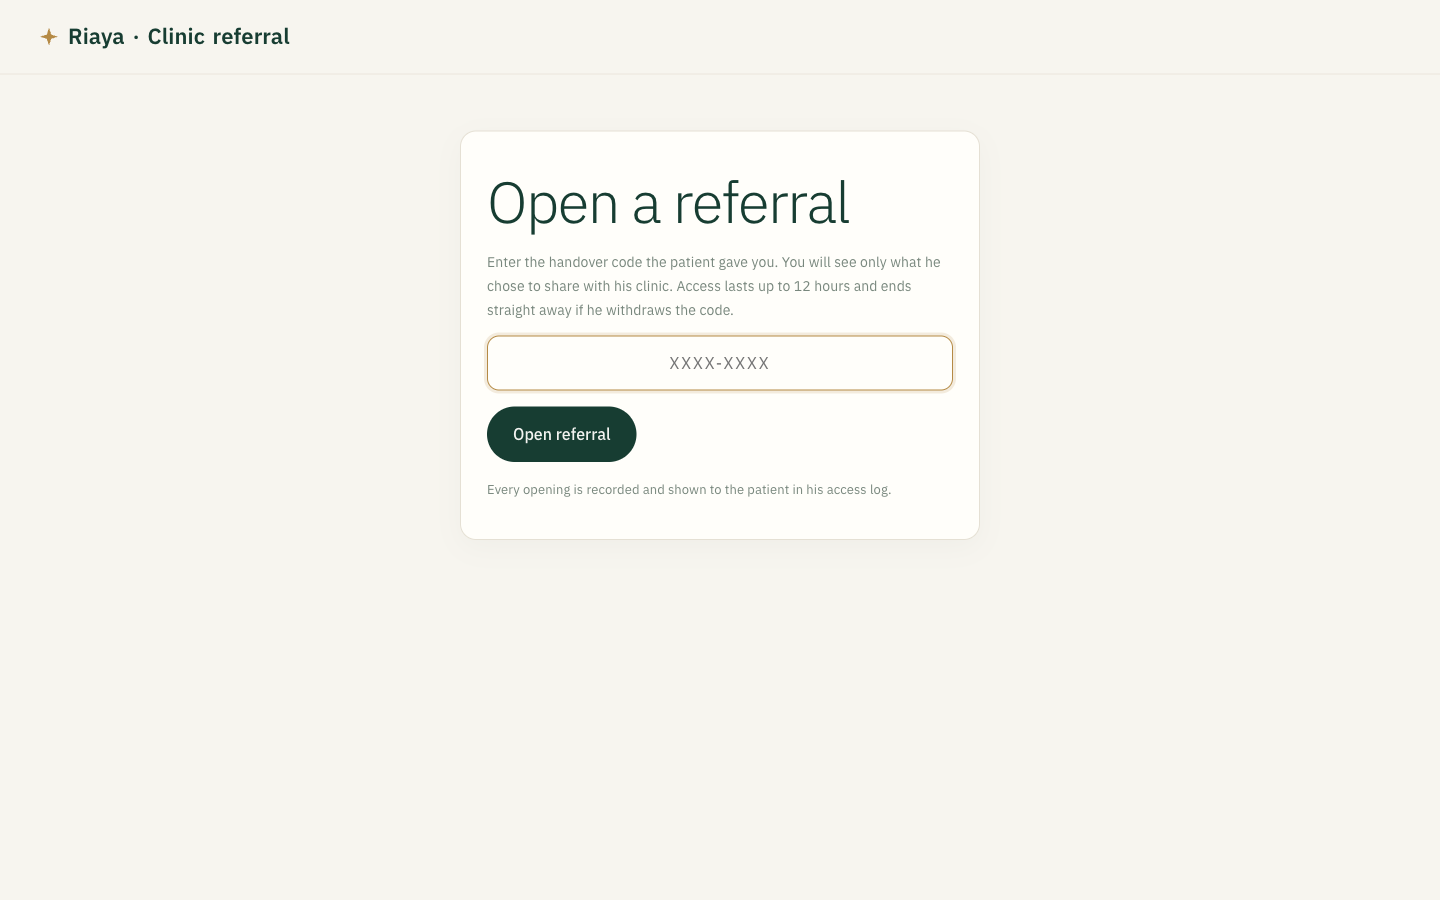 Riaya · Clinic referral
Open a referral
Enter the handover code the patient gave you. You will see only what he
chose to share with his clinic. Access lasts up to 12 hours and ends
straight away if he withdraws the code.
XXXX-XXXX
Open referral
Every opening is recorded and shown to the patient in his access log.